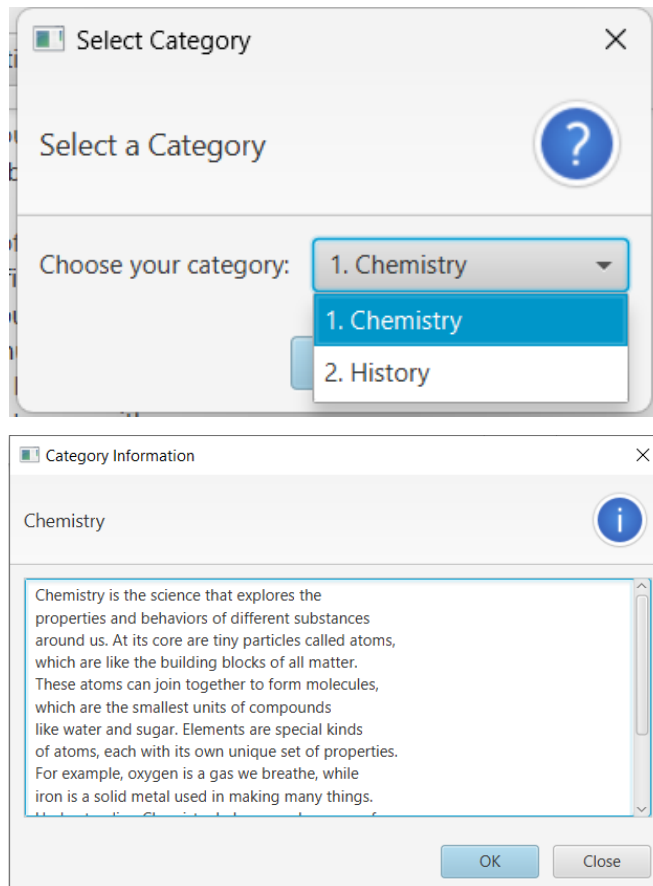 Select Category
Select a Category
?
Choose your category:
1. Chemistry
1. Chemistry
2. History
Category Information
Chemistry
i
Chemistry is the science that explores the
properties and behaviors of different substances
around us. At its core are tiny particles called atoms,
which are like the building blocks of all matter.
These atoms can join together to form molecules,
which are the smallest units of compounds
like water and sugar. Elements are special kinds
of atoms, each with its own unique set of properties.
For example, oxygen is a gas we breathe, while
iron is a solid metal used in making many things.
OK
Close